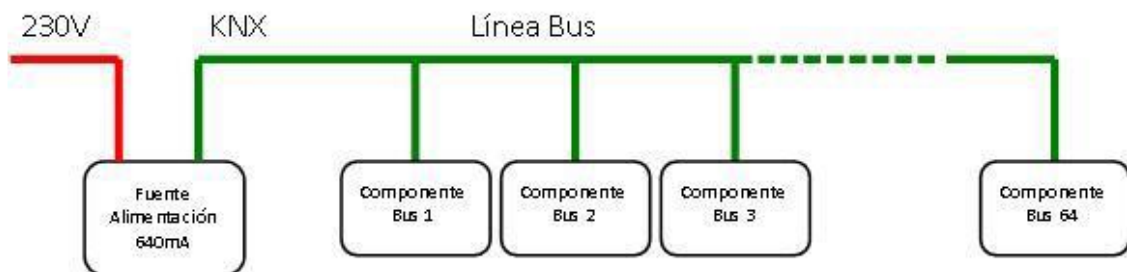 230V
KNX
Línea Bus
Fuente
Alimentación
640mA
Componente
Bus 1
Componente
Bus 2
Componente
Bus 3
Componente
Bus 64